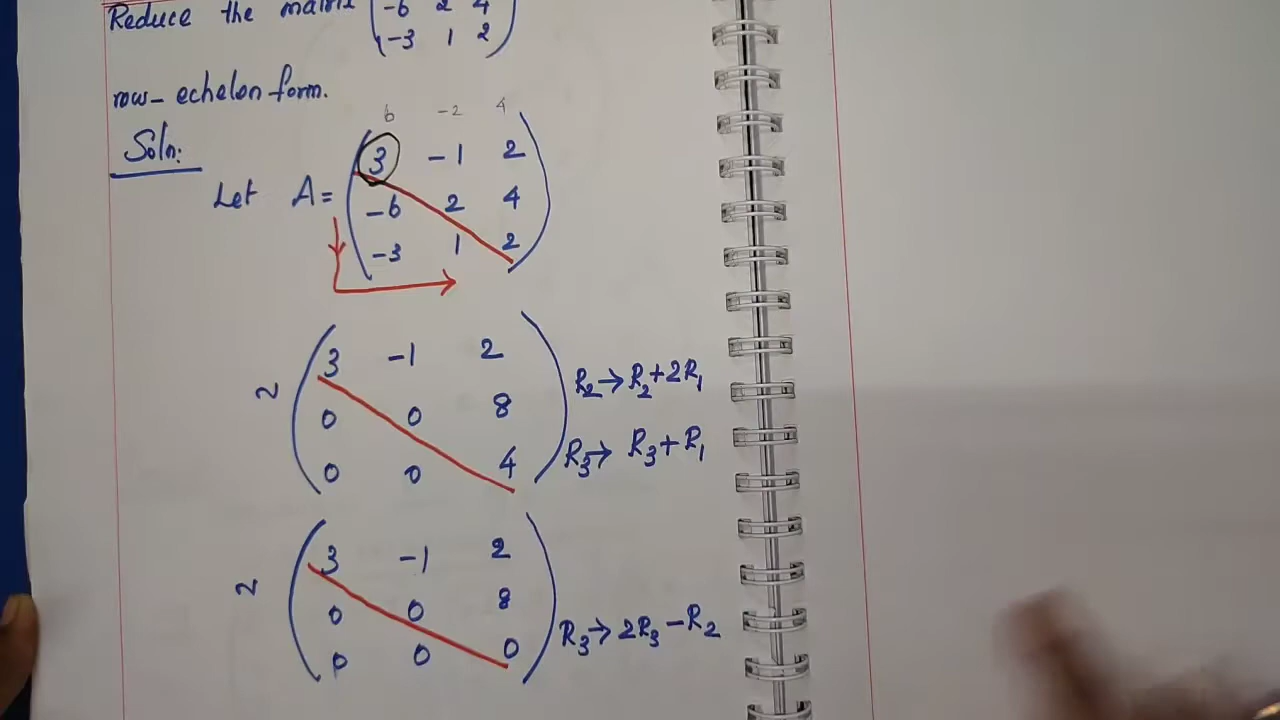 Reduce the matrix (-6 2 4
-3 1 2)
row-echelon form.
Soln:
6 -2 4
Let A = (3 -1 2
-6 2 4
-3 1 2)
~ (3 -1 2
0 0 8
0 0 4) R₂→R₂+2R₁
R₃→ R₃+R₁
~ (3 -1 2
0 0 8
0 0 0) R₃→2R₃-R₂